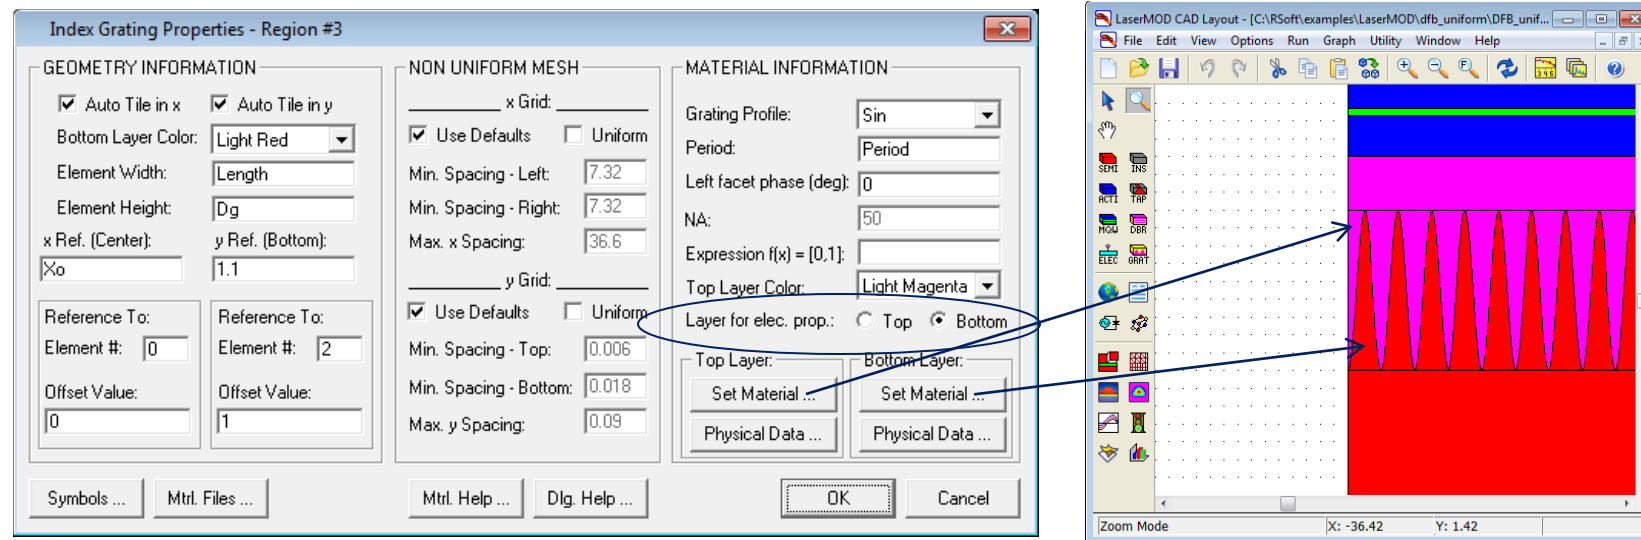 Index Grating Properties - Region #3
GEOMETRY INFORMATION
Auto Tile in x
Auto Tile in y
Bottom Layer Color:
Light Red
Element Width:
Length
Element Height:
Dg
x Ref. (Center):
y Ref. (Bottom):
Xo
1.1
Reference To:
Element #:
0
Offset Value:
0
Reference To:
Element #:
2
Offset Value:
1
NON UNIFORM MESH
x Grid:
Use Defaults
Uniform
Min. Spacing - Left:
7.32
Min. Spacing - Right:
7.32
Max. x Spacing:
36.6
y Grid:
Use Defaults
Uniform
Min. Spacing - Top:
0.006
Min. Spacing - Bottom:
0.018
Max. y Spacing:
0.09
MATERIAL INFORMATION
Grating Profile:
Sin
Period:
Period
Left facet phase (deg):
0
NA:
50
Expression f(x) = [0,1]:
Top Layer Color:
Light Magenta
Layer for elec. prop.:
Top
Bottom
Top Layer:
Set Material ...
Physical Data ...
Bottom Layer:
Set Material ...
Physical Data ...
Symbols ...
Mtrl. Files ...
Mtrl. Help ...
Dlg. Help ...
OK
Cancel
LaserMOD CAD Layout - [C:\RSoft\examples\LaserMOD\dfb_uniform\DFB_unif...
File Edit View Options Run Graph Utility Window Help
SEMI INS
ACTI TAP
MQW DBR
ELEC GRAT
Zoom Mode
X: -36.42
Y: 1.42